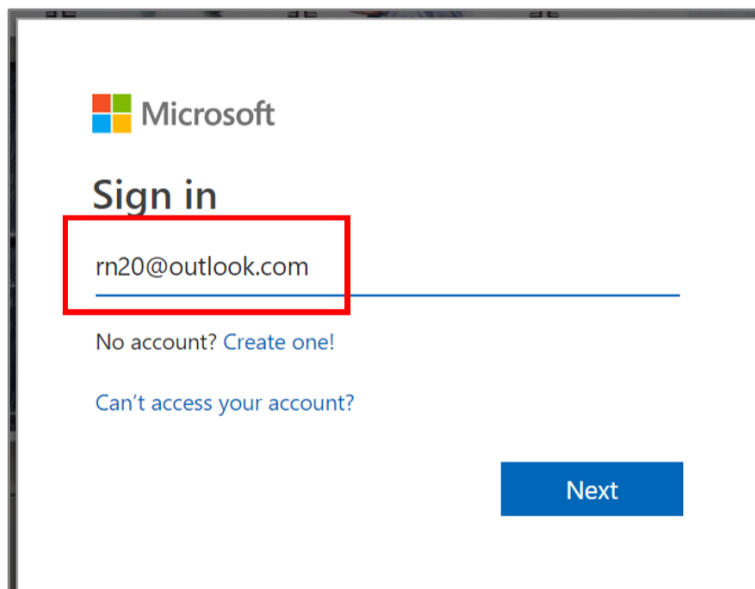 Microsoft
Sign in
rn20@outlook.com
No account? Create one!
Can't access your account?
Next